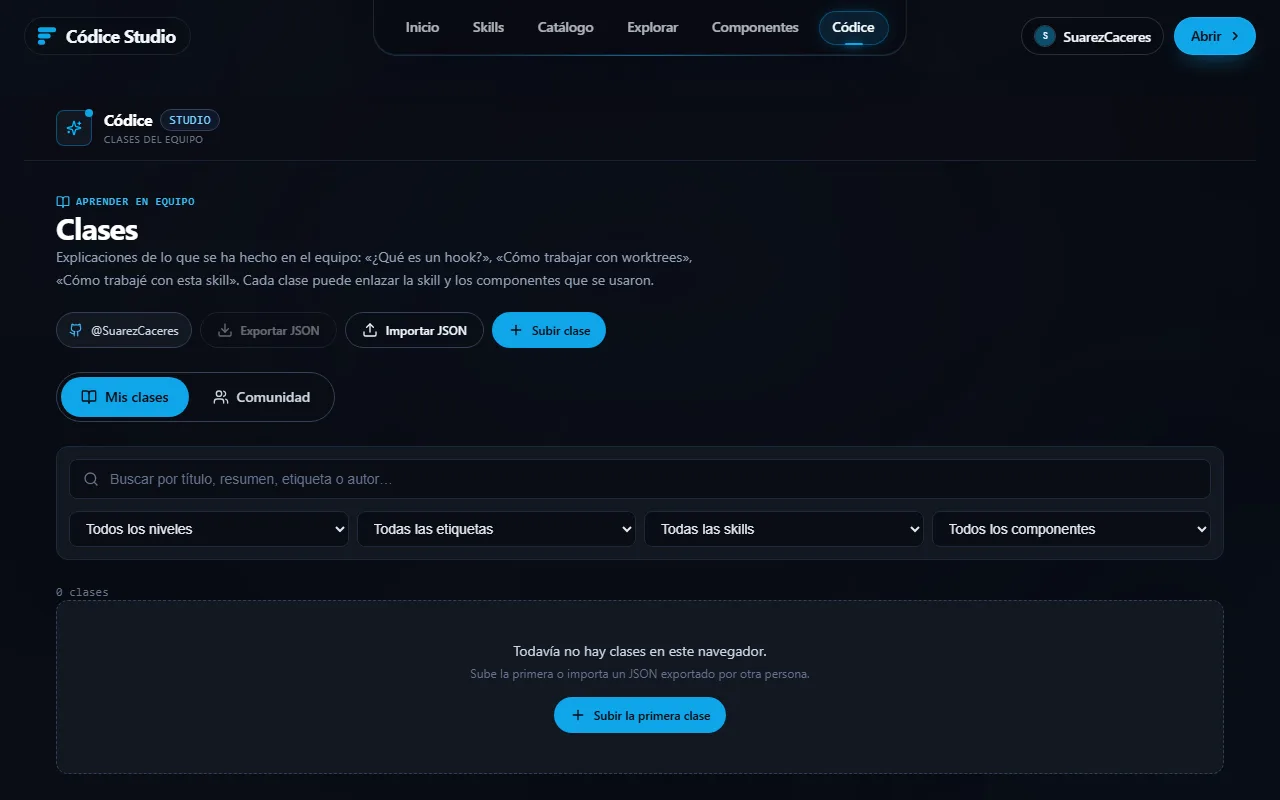 Códice Studio
Inicio
Skills
Catálogo
Explorar
Componentes
Códice
S
SuarezCaceres
Abrir
Códice
STUDIO
CLASES DEL EQUIPO
APRENDER EN EQUIPO
Clases
Explicaciones de lo que se ha hecho en el equipo: «¿Qué es un hook?», «Cómo trabajar con worktrees»,
«Cómo trabajé con esta skill». Cada clase puede enlazar la skill y los componentes que se usaron.
@SuarezCaceres
Exportar JSON
Importar JSON
Subir clase
Mis clases
Comunidad
Buscar por título, resumen, etiqueta o autor…
Todos los niveles
Todas las etiquetas
Todas las skills
Todos los componentes
0 clases
Todavía no hay clases en este navegador.
Sube la primera o importa un JSON exportado por otra persona.
Subir la primera clase